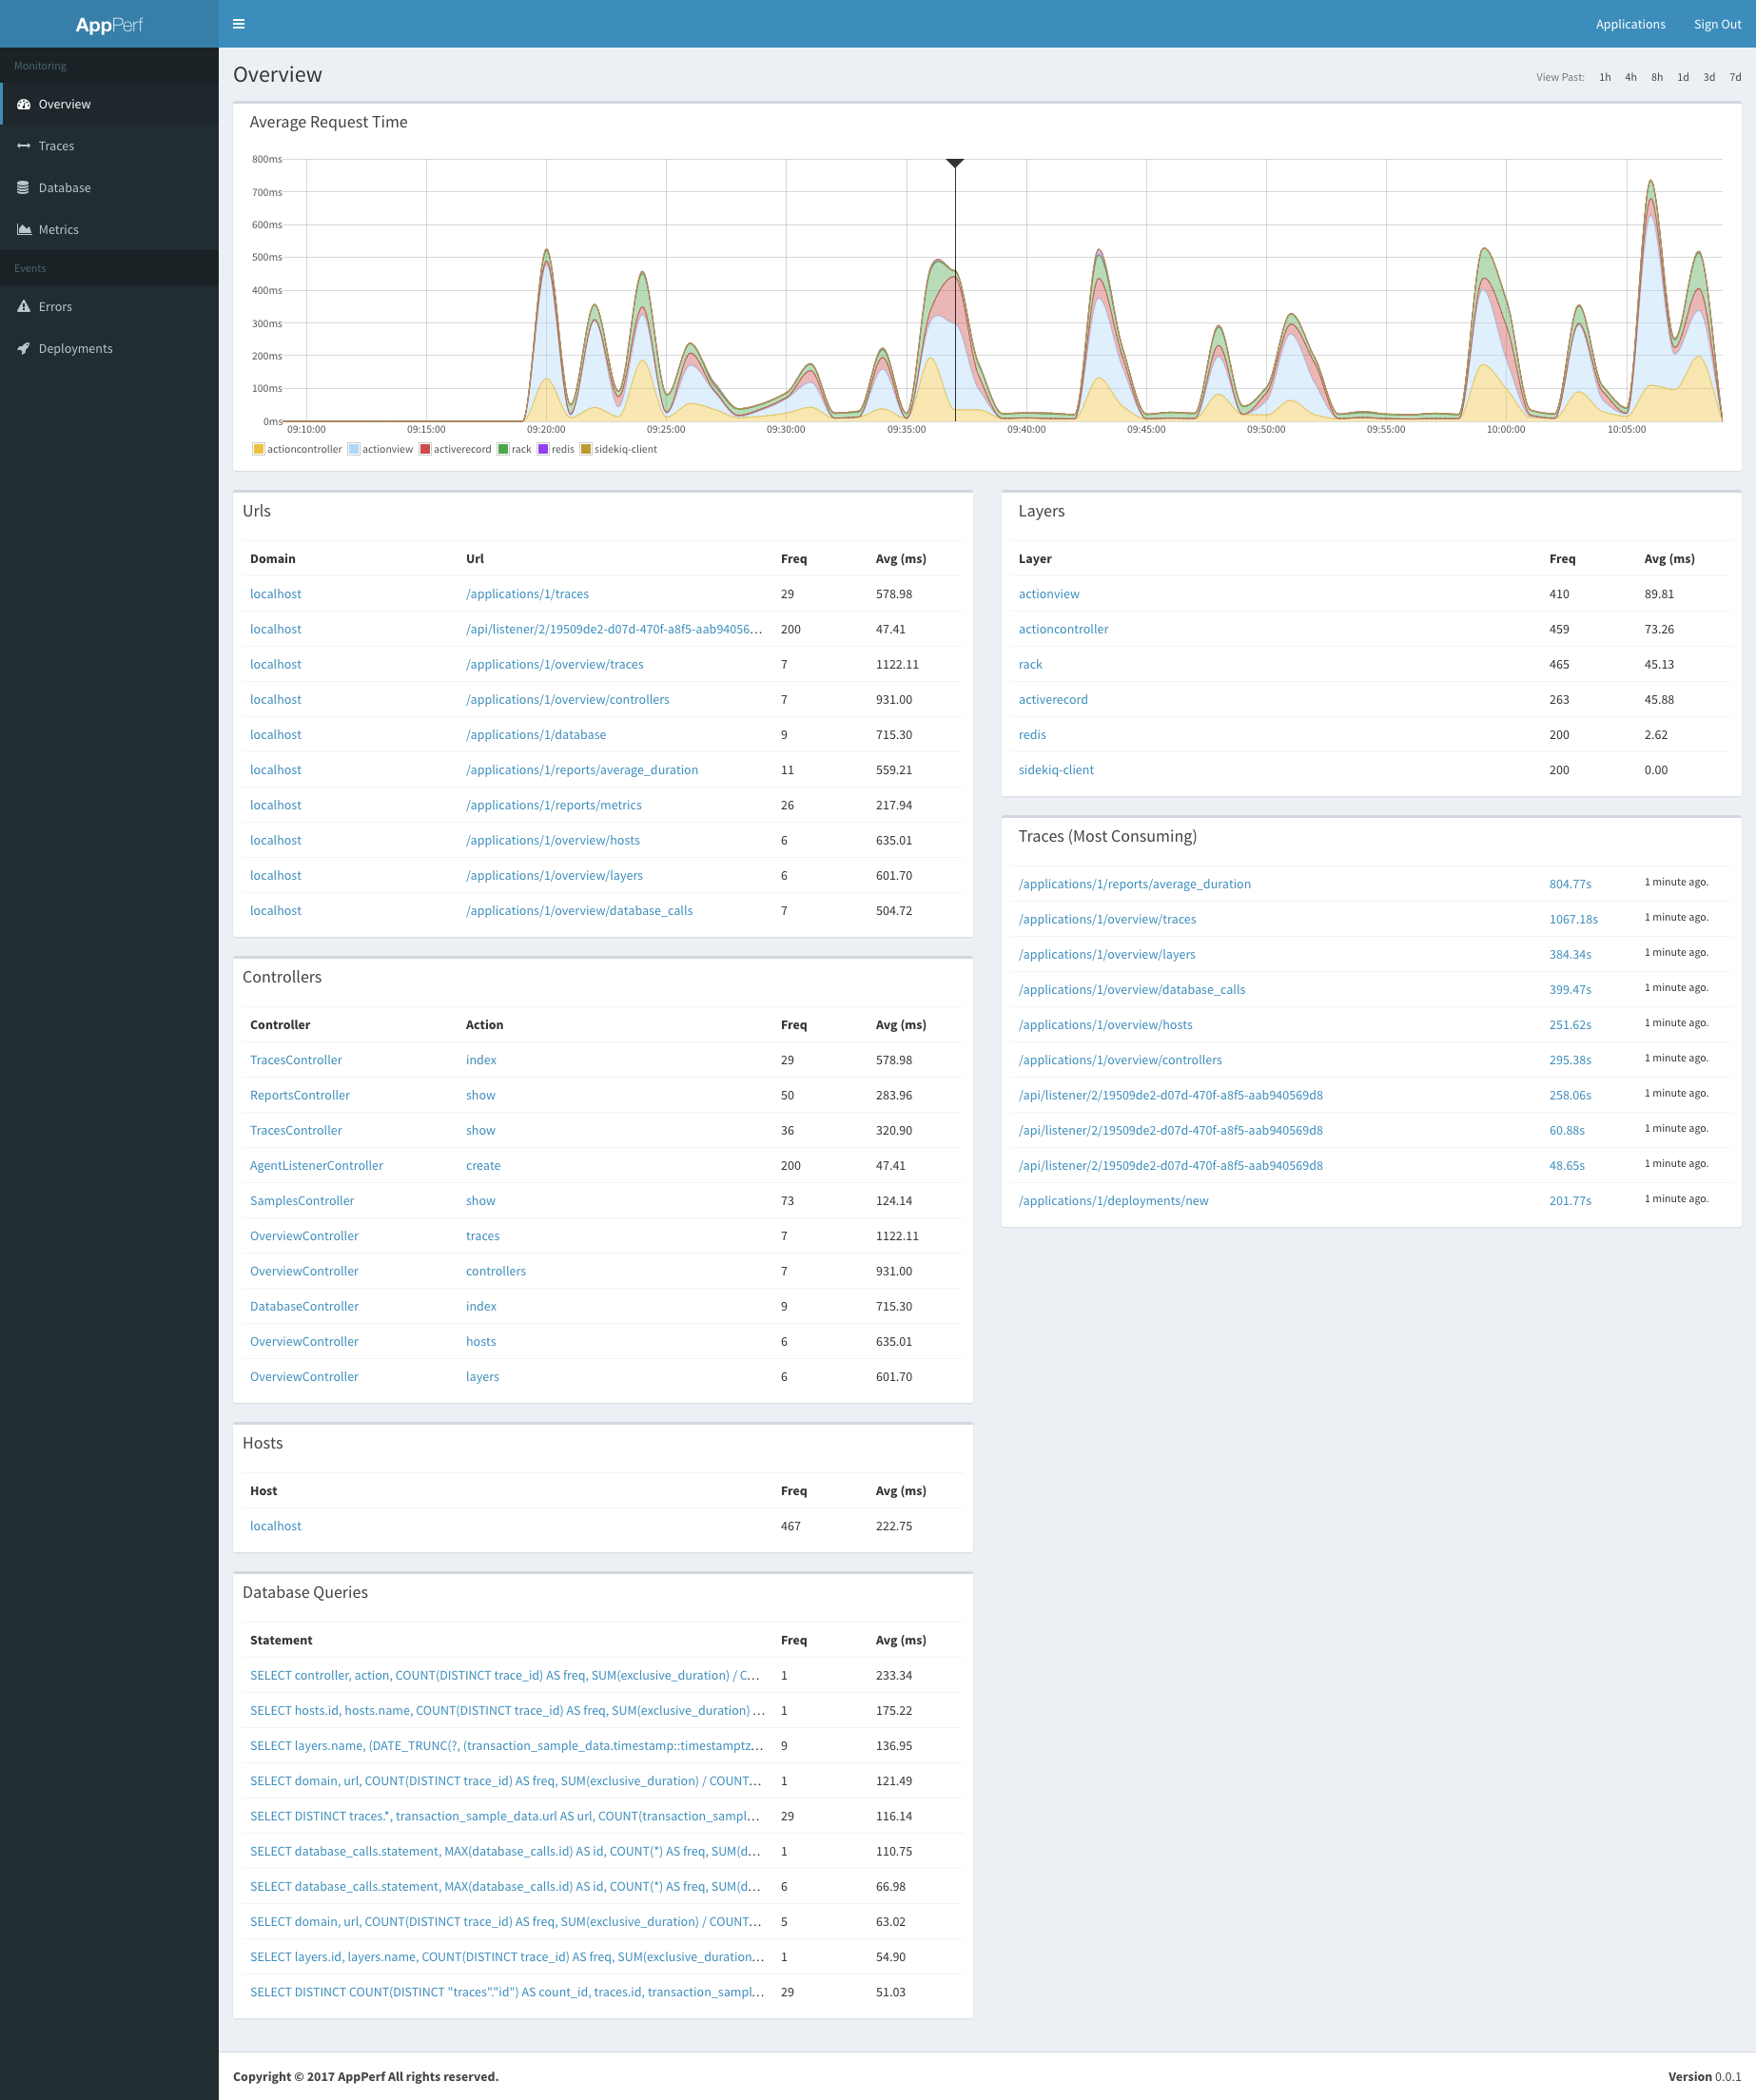 AppPerf
Applications Sign Out
Monitoring
Overview
Traces
Database
Metrics
Events
Errors
Deployments
Overview
View Past: 1h 4h 8h 1d 3d 7d
Average Request Time
800ms
700ms
600ms
500ms
400ms
300ms
200ms
100ms
0ms
09:10:00 09:15:00 09:20:00 09:25:00 09:30:00 09:35:00 09:40:00 09:45:00 09:50:00 09:55:00 10:00:00 10:05:00
actioncontroller actionview activerecord rack redis sidekiq-client
Urls
Domain Url Freq Avg (ms)
localhost /applications/1/traces 29 578.98
localhost /api/listener/2/19509de2-d07d-470f-a8f5-aab94056... 200 47.41
localhost /applications/1/overview/traces 7 1122.11
localhost /applications/1/overview/controllers 7 931.00
localhost /applications/1/database 9 715.30
localhost /applications/1/reports/average_duration 11 559.21
localhost /applications/1/reports/metrics 26 217.94
localhost /applications/1/overview/hosts 6 635.01
localhost /applications/1/overview/layers 6 601.70
localhost /applications/1/overview/database_calls 7 504.72
Controllers
Controller Action Freq Avg (ms)
TracesController index 29 578.98
ReportsController show 50 283.96
TracesController show 36 320.90
AgentListenerController create 200 47.41
SamplesController show 73 124.14
OverviewController traces 7 1122.11
OverviewController controllers 7 931.00
DatabaseController index 9 715.30
OverviewController hosts 6 635.01
OverviewController layers 6 601.70
Hosts
Host Freq Avg (ms)
localhost 467 222.75
Database Queries
Statement Freq Avg (ms)
SELECT controller, action, COUNT(DISTINCT trace_id) AS freq, SUM(exclusive_duration) / C... 1 233.34
SELECT hosts.id, hosts.name, COUNT(DISTINCT trace_id) AS freq, SUM(exclusive_duration) ... 1 175.22
SELECT layers.name, (DATE_TRUNC(?, (transaction_sample_data.timestamp::timestamptz... 9 136.95
SELECT domain, url, COUNT(DISTINCT trace_id) AS freq, SUM(exclusive_duration) / COUNT... 1 121.49
SELECT DISTINCT traces.*, transaction_sample_data.url AS url, COUNT(transaction_sampl... 29 116.14
SELECT database_calls.statement, MAX(database_calls.id) AS id, COUNT(*) AS freq, SUM(d... 1 110.75
SELECT database_calls.statement, MAX(database_calls.id) AS id, COUNT(*) AS freq, SUM(d... 6 66.98
SELECT domain, url, COUNT(DISTINCT trace_id) AS freq, SUM(exclusive_duration) / COUNT... 5 63.02
SELECT layers.id, layers.name, COUNT(DISTINCT trace_id) AS freq, SUM(exclusive_duration... 1 54.90
SELECT DISTINCT COUNT(DISTINCT "traces"."id") AS count_id, traces.id, transaction_sampl... 29 51.03
Layers
Layer Freq Avg (ms)
actionview 410 89.81
actioncontroller 459 73.26
rack 465 45.13
activerecord 263 45.88
redis 200 2.62
sidekiq-client 200 0.00
Traces (Most Consuming)
/applications/1/reports/average_duration 804.77s 1 minute ago.
/applications/1/overview/traces 1067.18s 1 minute ago.
/applications/1/overview/layers 384.34s 1 minute ago.
/applications/1/overview/database_calls 399.47s 1 minute ago.
/applications/1/overview/hosts 251.62s 1 minute ago.
/applications/1/overview/controllers 295.38s 1 minute ago.
/api/listener/2/19509de2-d07d-470f-a8f5-aab940569d8 258.06s 1 minute ago.
/api/listener/2/19509de2-d07d-470f-a8f5-aab940569d8 60.88s 1 minute ago.
/api/listener/2/19509de2-d07d-470f-a8f5-aab940569d8 48.65s 1 minute ago.
/applications/1/deployments/new 201.77s 1 minute ago.
Copyright © 2017 AppPerf All rights reserved.
Version 0.0.1